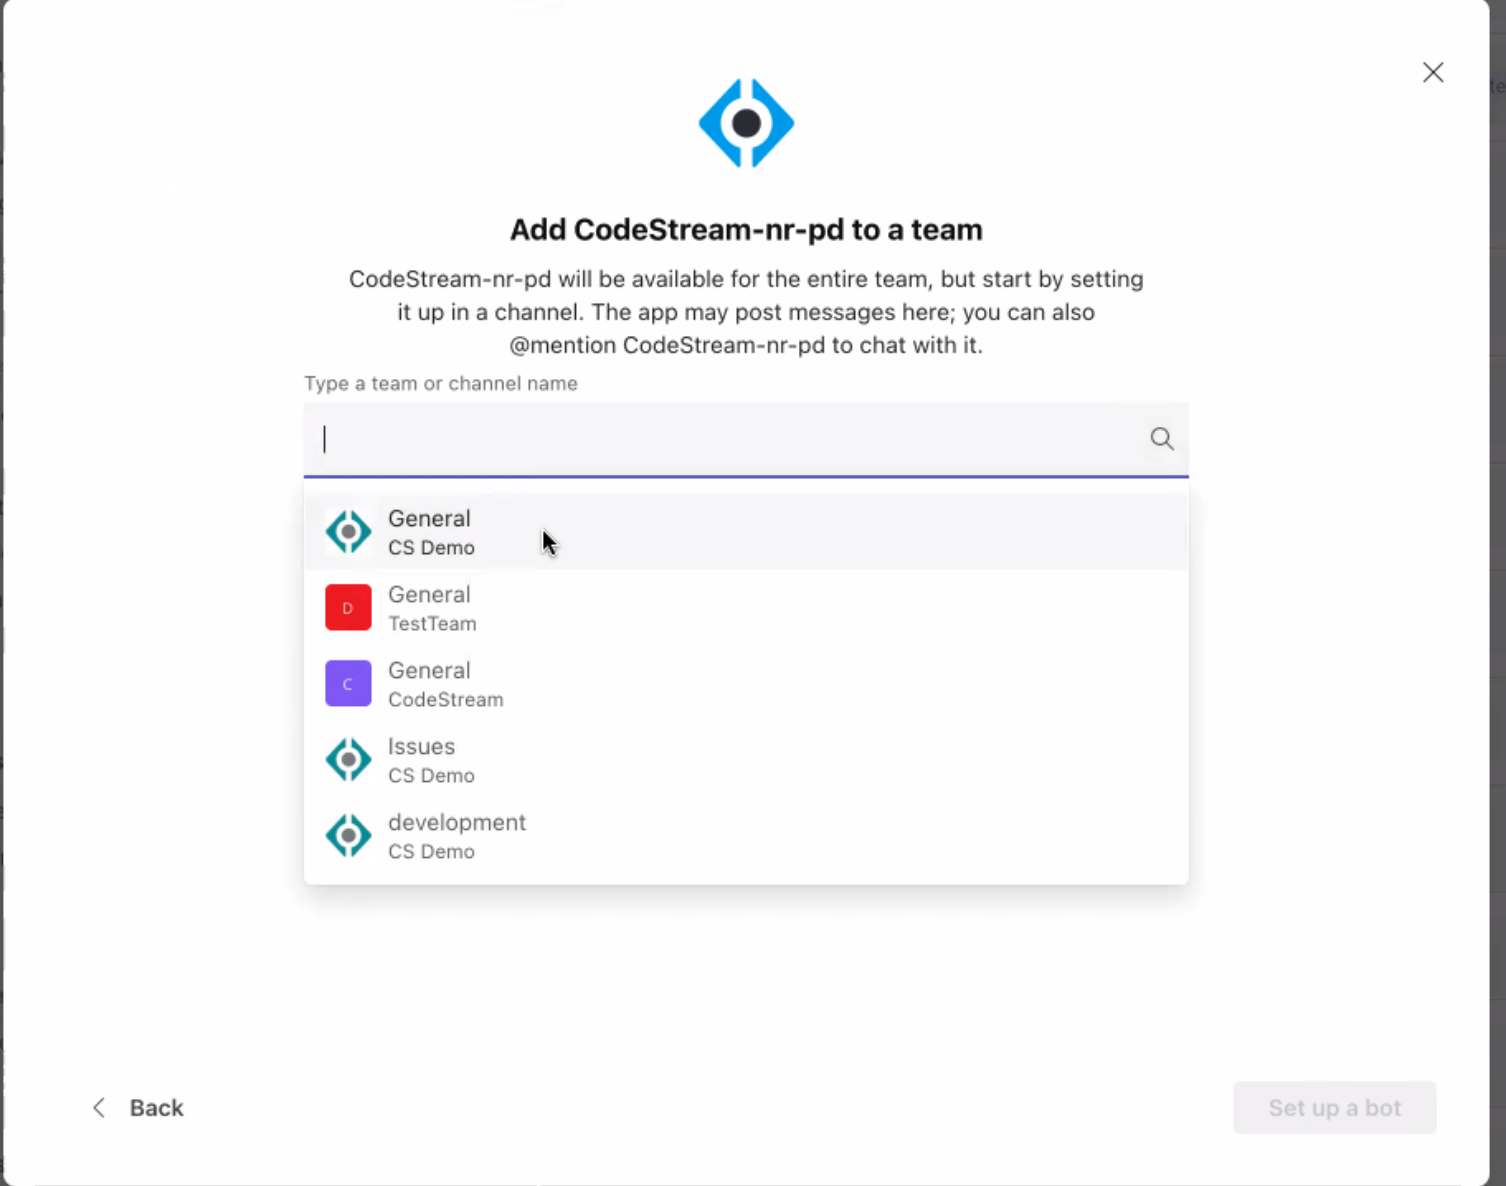 Add CodeStream-nr-pd to a team
CodeStream-nr-pd will be available for the entire team, but start by setting
it up in a channel. The app may post messages here; you can also
@mention CodeStream-nr-pd to chat with it.
Type a team or channel name
General
CS Demo
D
General
TestTeam
C
General
CodeStream
Issues
CS Demo
development
CS Demo
Back
Set up a bot